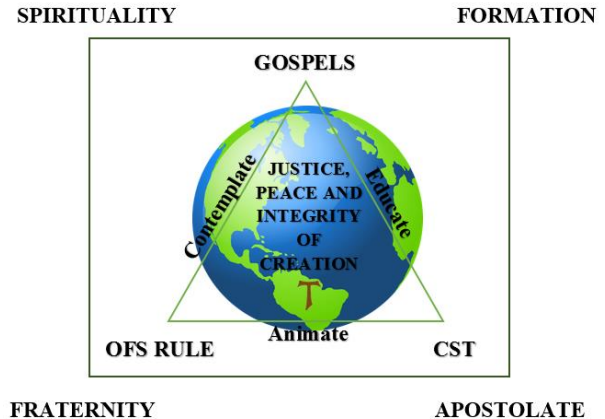 SPIRITUALITY FORMATION
GOSPELS
Contemplate
JUSTICE,
PEACE AND
INTEGRITY
OF
CREATION
Educate
Animate
OFS RULE CST
FRATERNITY APOSTOLATE